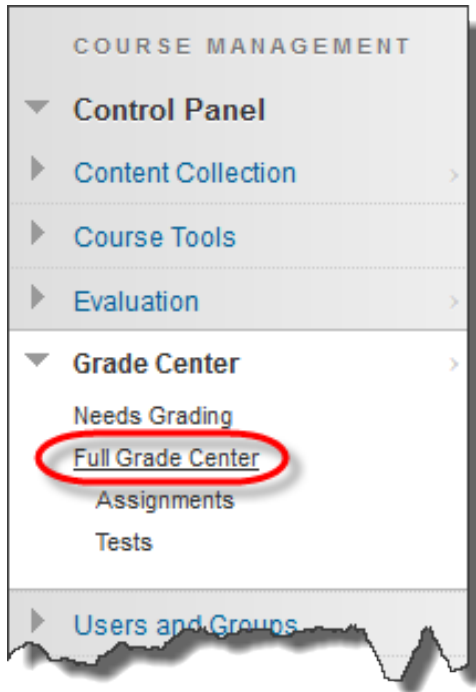 COURSE MANAGEMENT
Control Panel
Content Collection
Course Tools
Evaluation
Grade Center
Needs Grading
Full Grade Center
Assignments
Tests
Users and Groups